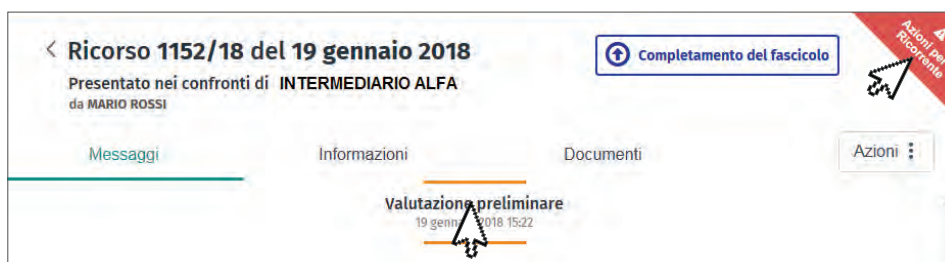 Ricorso 1152/18 del 19 gennaio 2018
Completamento del fascicolo
Azioni per
Ricorrente
Presentato nei confronti di INTERMEDIARIO ALFA
da MARIO ROSSI
Messaggi
Informazioni
Documenti
Azioni
Valutazione preliminare
19 gennaio 2018 15:22